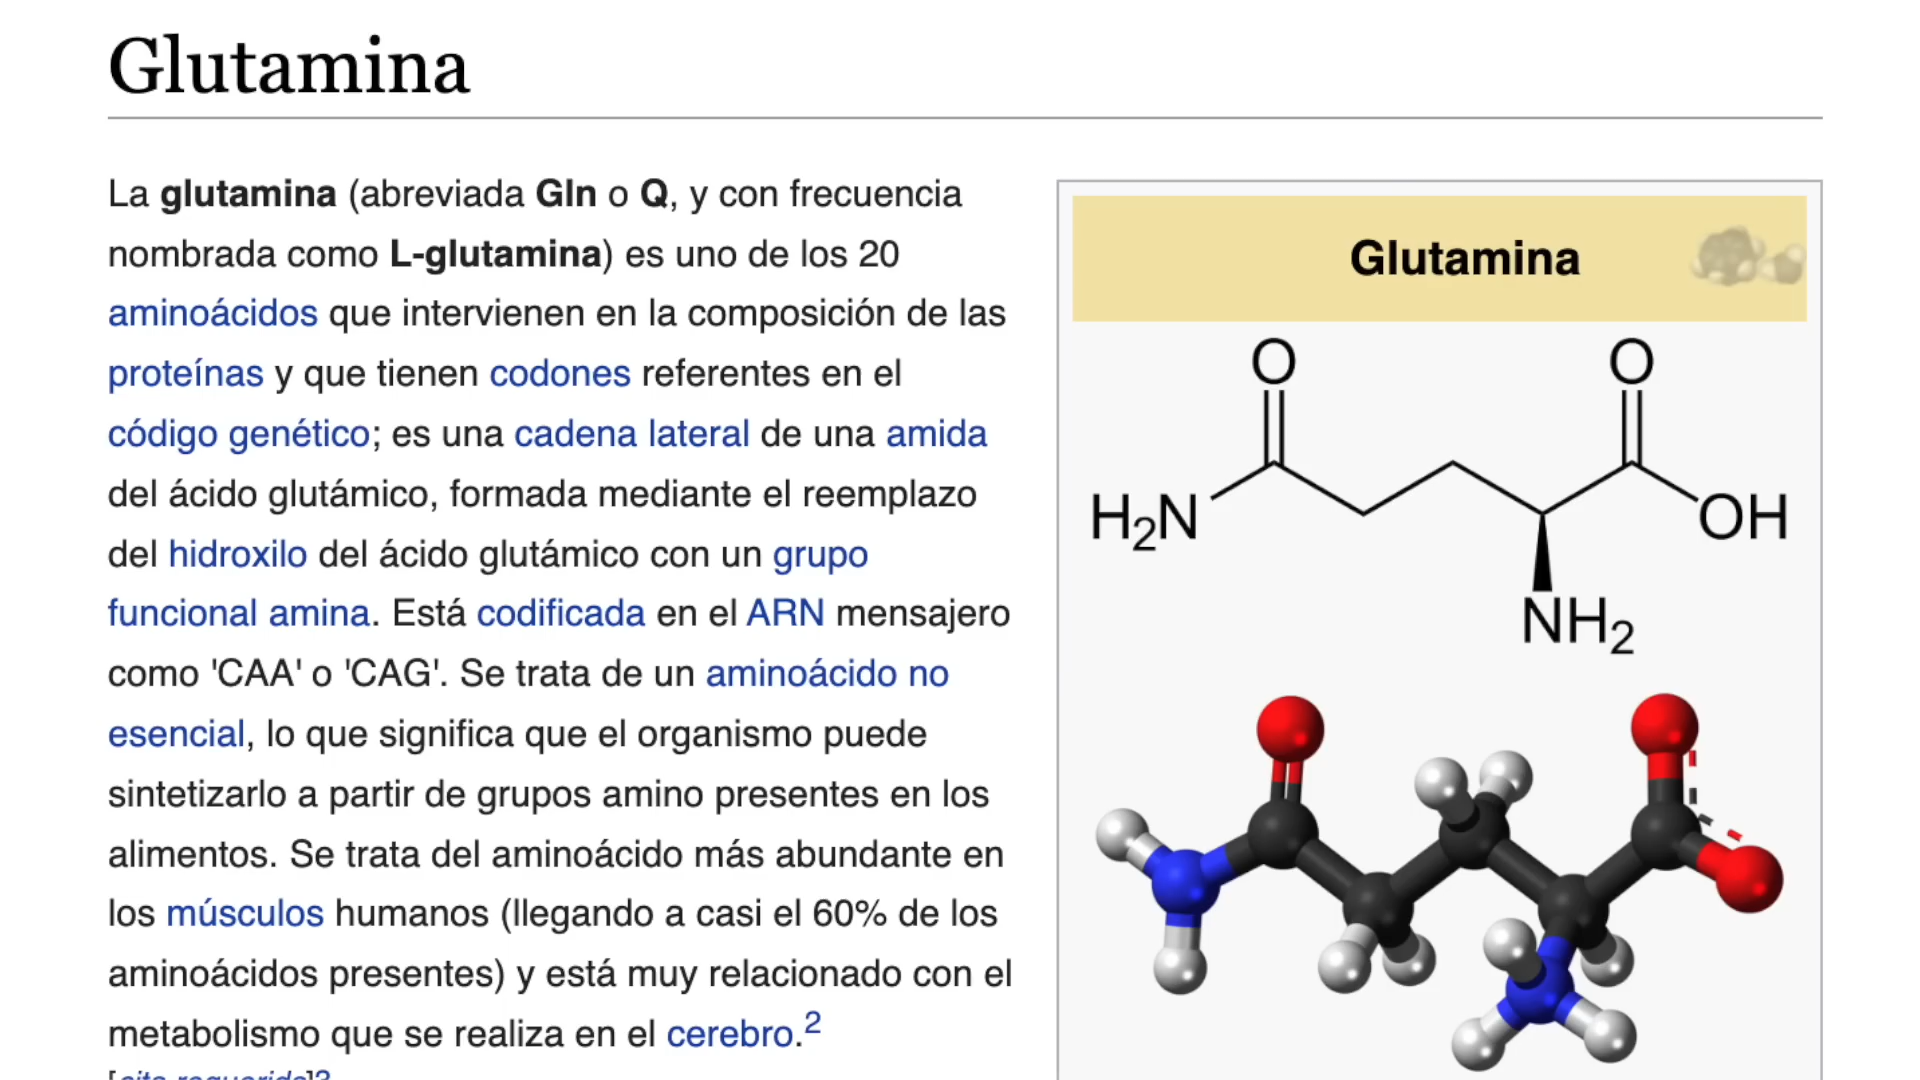 Glutamina
La glutamina (abreviada Gln o Q, y con frecuencia
nombrada como L-glutamina) es uno de los 20
aminoácidos que intervienen en la composición de las
proteínas y que tienen codones referentes en el
código genético; es una cadena lateral de una amida
del ácido glutámico, formada mediante el reemplazo
del hidroxilo del ácido glutámico con un grupo
funcional amina. Está codificada en el ARN mensajero
como 'CAA' o 'CAG'. Se trata de un aminoácido no
esencial, lo que significa que el organismo puede
sintetizarlo a partir de grupos amino presentes en los
alimentos. Se trata del aminoácido más abundante en
los músculos humanos (llegando a casi el 60% de los
aminoácidos presentes) y está muy relacionado con el
metabolismo que se realiza en el cerebro.2
[cita requerida]3
Glutamina
O
O
H2N
OH
NH2